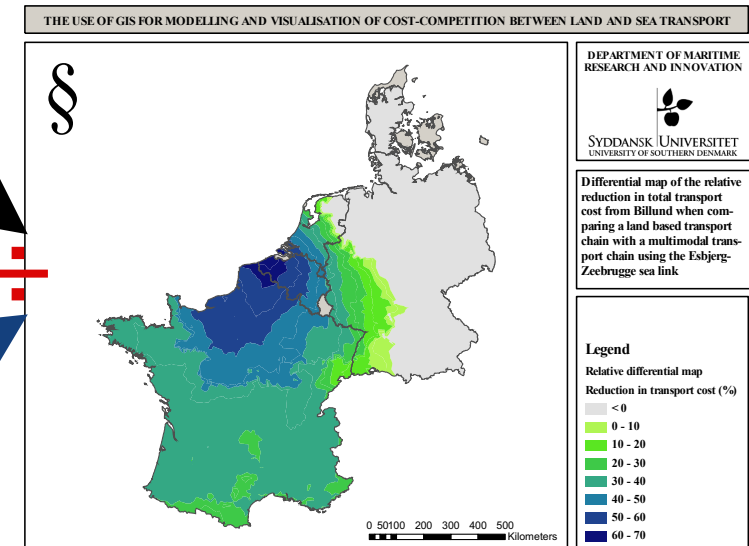 THE USE OF GIS FOR MODELLING AND VISUALISATION OF COST-COMPETITION BETWEEN LAND AND SEA TRANSPORT
§
DEPARTMENT OF MARITIME
RESEARCH AND INNOVATION
SYDDANSK UNIVERSITET
UNIVERSITY OF SOUTHERN DENMARK
Differential map of the relative
reduction in total transport
cost from Billund when com-
paring a land based transport
chain with a multimodal trans-
port chain using the Esbjerg-
Zeebrugge sea link
Legend
Relative differential map
Reduction in transport cost (%)
< 0
0 - 10
10 - 20
20 - 30
30 - 40
40 - 50
50 - 60
60 - 70
0 50100 200 300 400 500
Kilometers